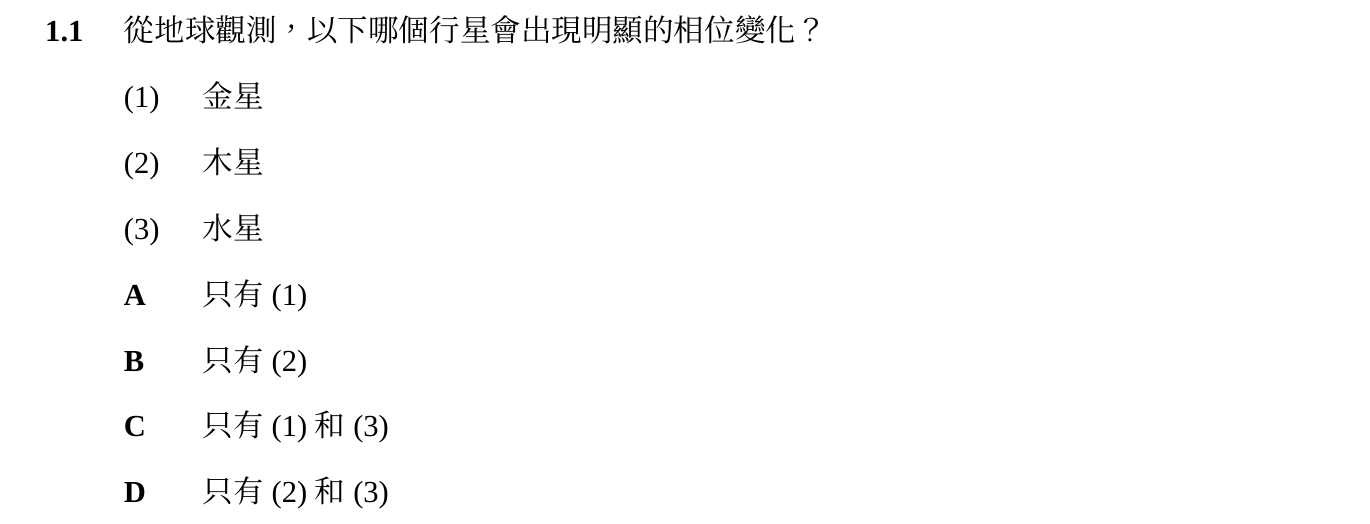 1.1 從地球觀測，以下哪個行星會出現明顯的相位變化？
(1) 金星
(2) 木星
(3) 水星
A 只有 (1)
B 只有 (2)
C 只有 (1) 和 (3)
D 只有 (2) 和 (3)